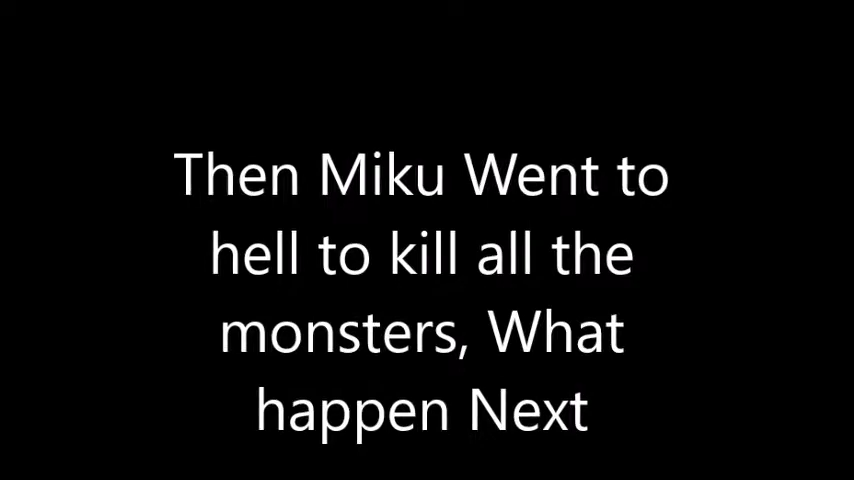 Then Miku Went to
hell to kill all the
monsters, What
happen Next